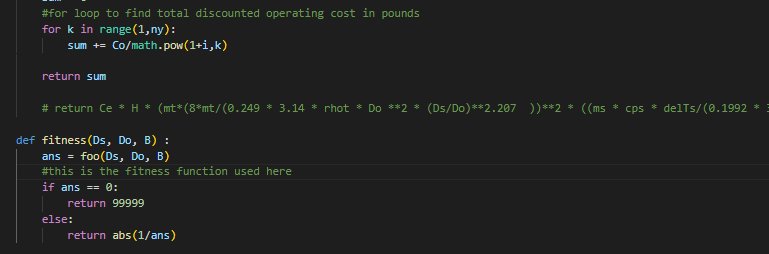 #for loop to find total discounted operating cost in pounds
for k in range(1,ny):
sum += Co/math.pow(1+i,k)
return sum
# return Ce * H * (mt*(8*mt/(0.249 * 3.14 * rhot * Do **2 * (Ds/Do)**2.207  ))**2 * ((ms * cps * delTs/(0.1992 *
def fitness(Ds, Do, B) :
ans = foo(Ds, Do, B)
#this is the fitness function used here
if ans == 0:
return 99999
else:
return abs(1/ans)